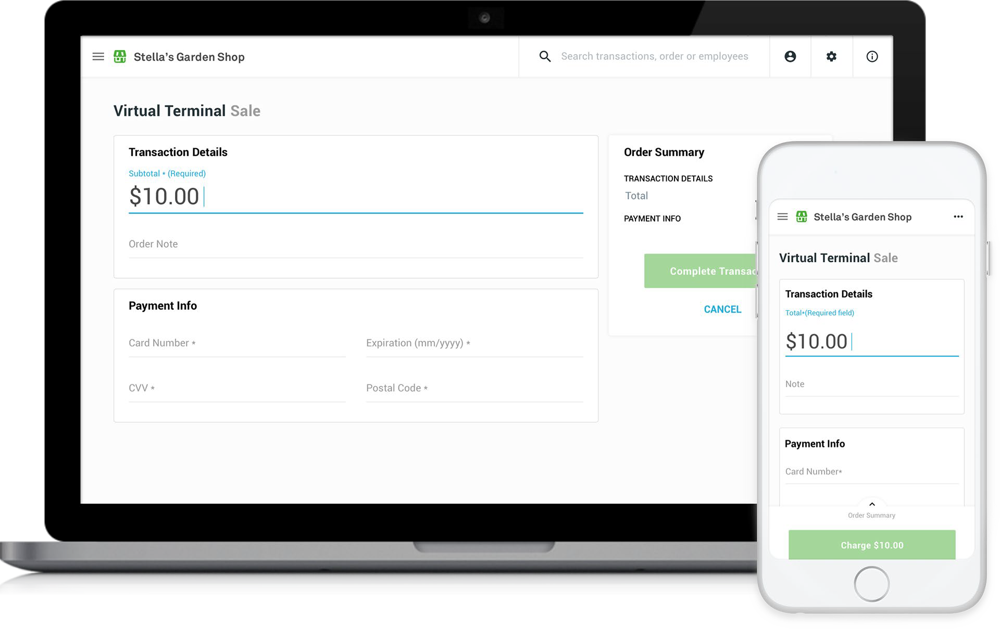 Stella's Garden Shop
Search transactions, order or employees
Virtual Terminal Sale
Transaction Details
Subtotal * (Required)
$10.00
Order Note
Payment Info
Card Number *
Expiration (mm/yyyy) *
CVV *
Postal Code *
Order Summary
TRANSACTION DETAILS
Total
PAYMENT INFO
Complete Transac
CANCEL
Stella's Garden Shop
Virtual Terminal Sale
Transaction Details
Total*(Required field)
$10.00
Note
Payment Info
Card Number*
Order Summary
Charge $10.00